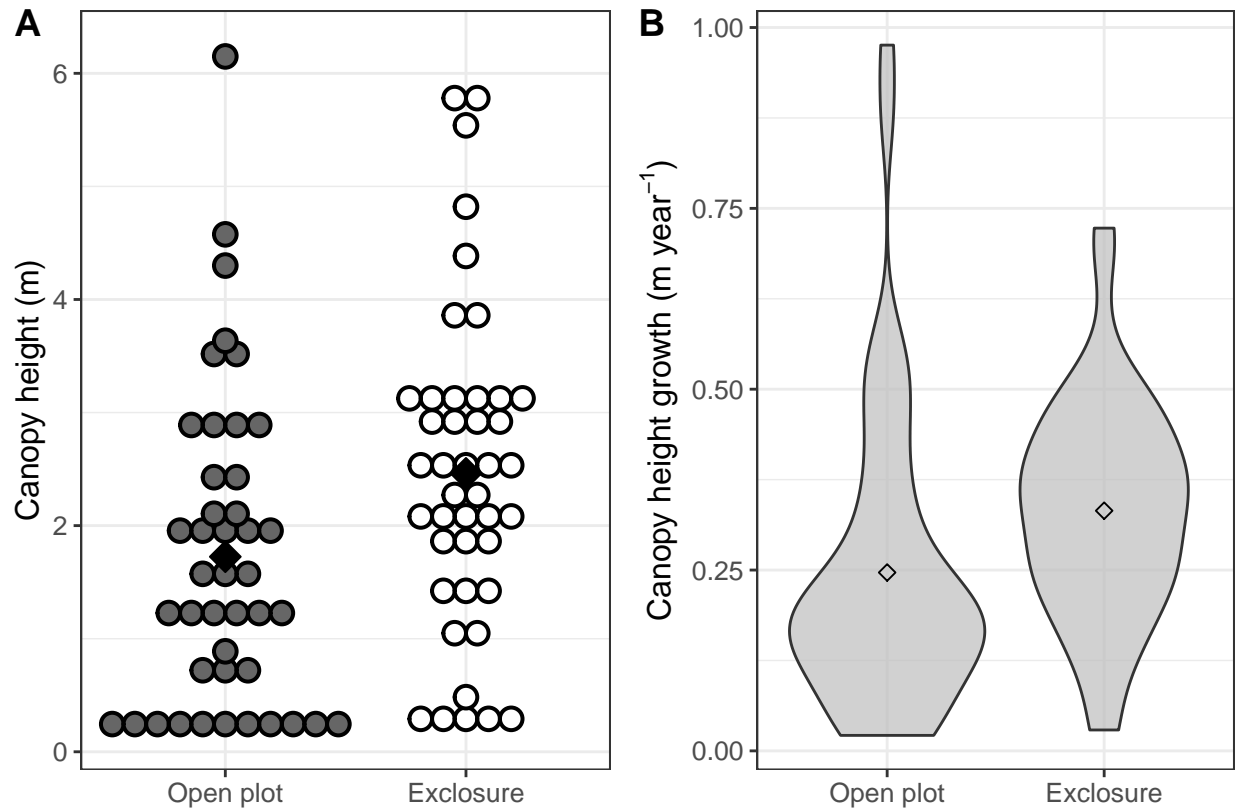 A
Canopy height (m)
6
4
2
0
Open plot
Exclosure
B
Canopy height growth (m year⁻¹)
1.00
0.75
0.50
0.25
0.00
Open plot
Exclosure